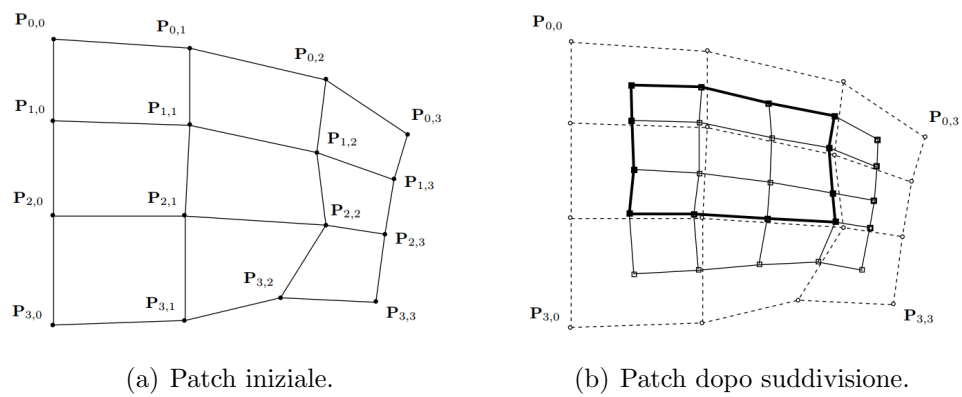 P0,0
P0,1
P0,2
P0,3
P1,0
P1,1
P1,2
P1,3
P2,0
P2,1
P2,2
P2,3
P3,0
P3,1
P3,2
P3,3
(a) Patch iniziale.
P0,0
P0,3
P3,0
P3,3
(b) Patch dopo suddivisione.